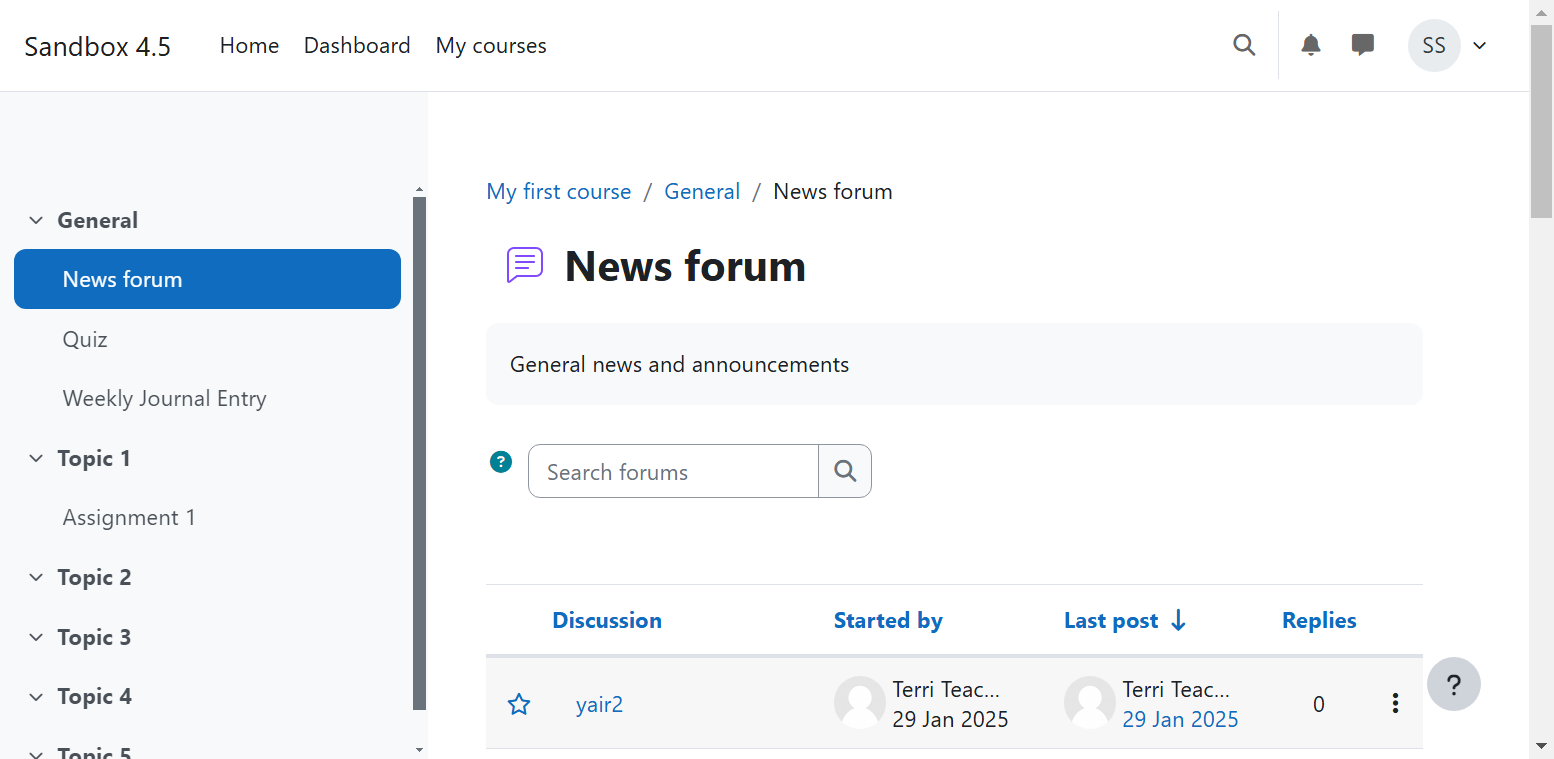 Sandbox 4.5 Home Dashboard My courses SS
General
News forum
Quiz
Weekly Journal Entry
Topic 1
Assignment 1
Topic 2
Topic 3
Topic 4
Topic 5
My first course / General / News forum
News forum
General news and announcements
? Search forums
Discussion Started by Last post Replies
yair2 Terri Teac... Terri Teac... 0
29 Jan 2025 29 Jan 2025
?